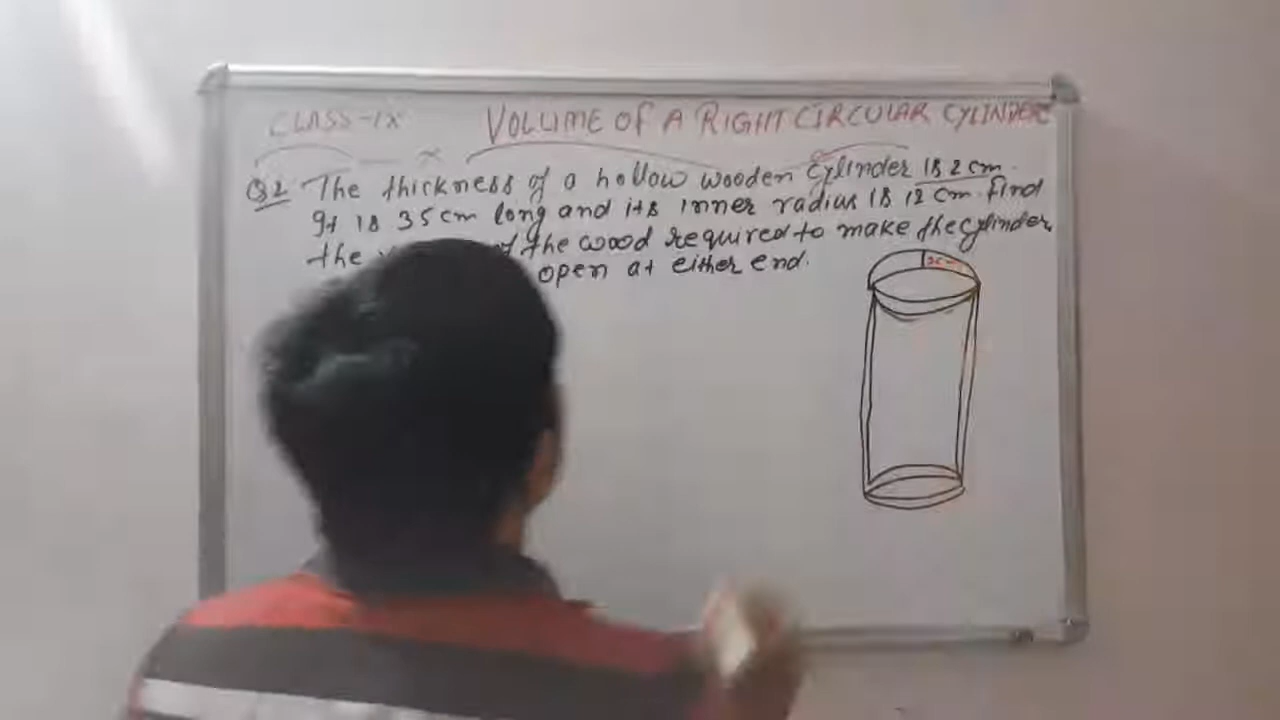 CLASS-IX VOLUME OF A RIGHT CIRCULAR CYLINDER
Q2 The thickness of a hollow wooden cylinder is 2 cm.
It is 35 cm long and its inner radius is 12 cm. Find
the of the wood required to make the cylinder,
open at either end.